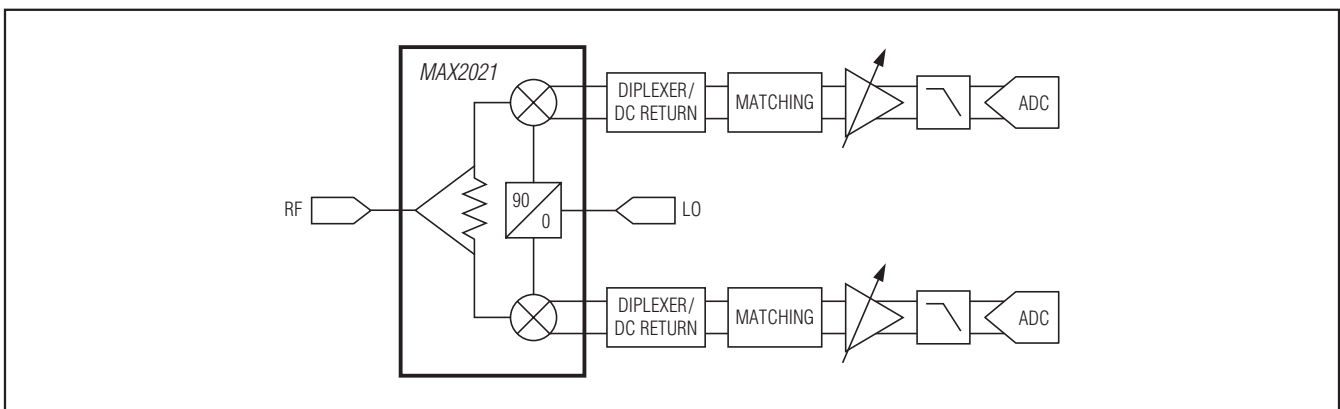 MAX2021
DIPLEXER/
DC RETURN
MATCHING
ADC
RF
90
0
LO
DIPLEXER/
DC RETURN
MATCHING
ADC